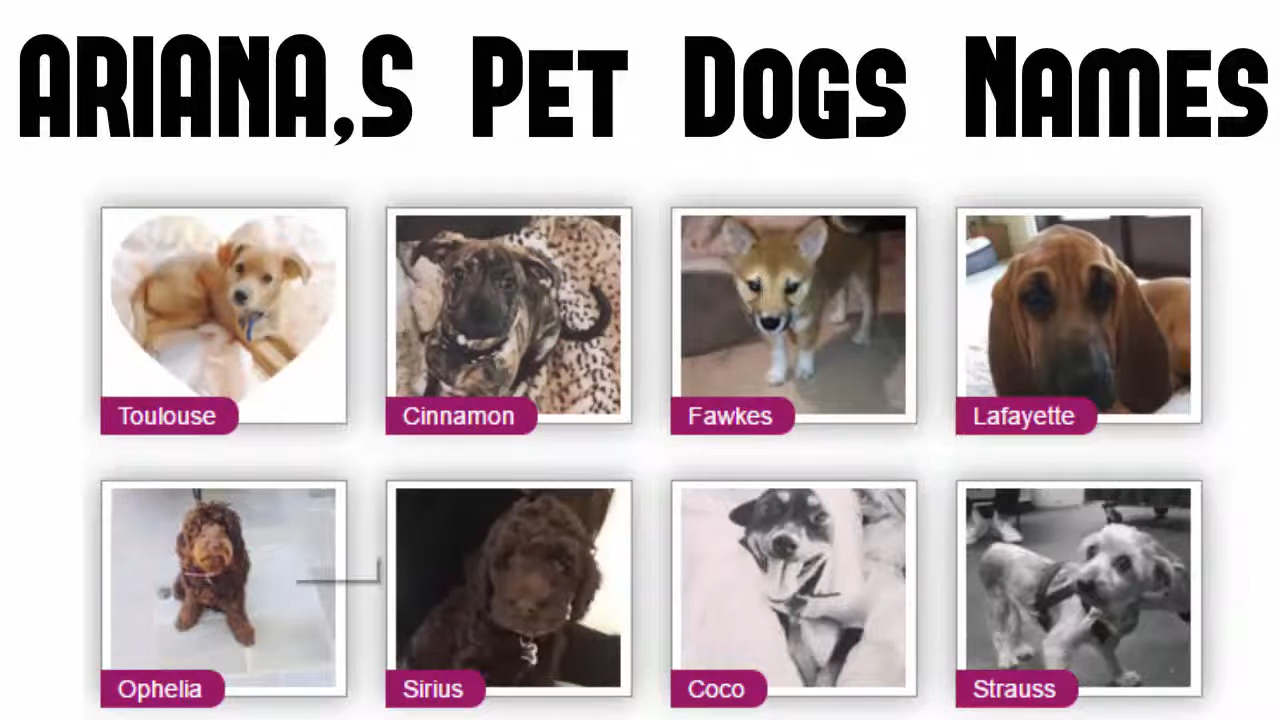 ARIANA,S PET DOGS NAMES
Toulouse
Cinnamon
Fawkes
Lafayette
Ophelia
Sirius
Coco
Strauss